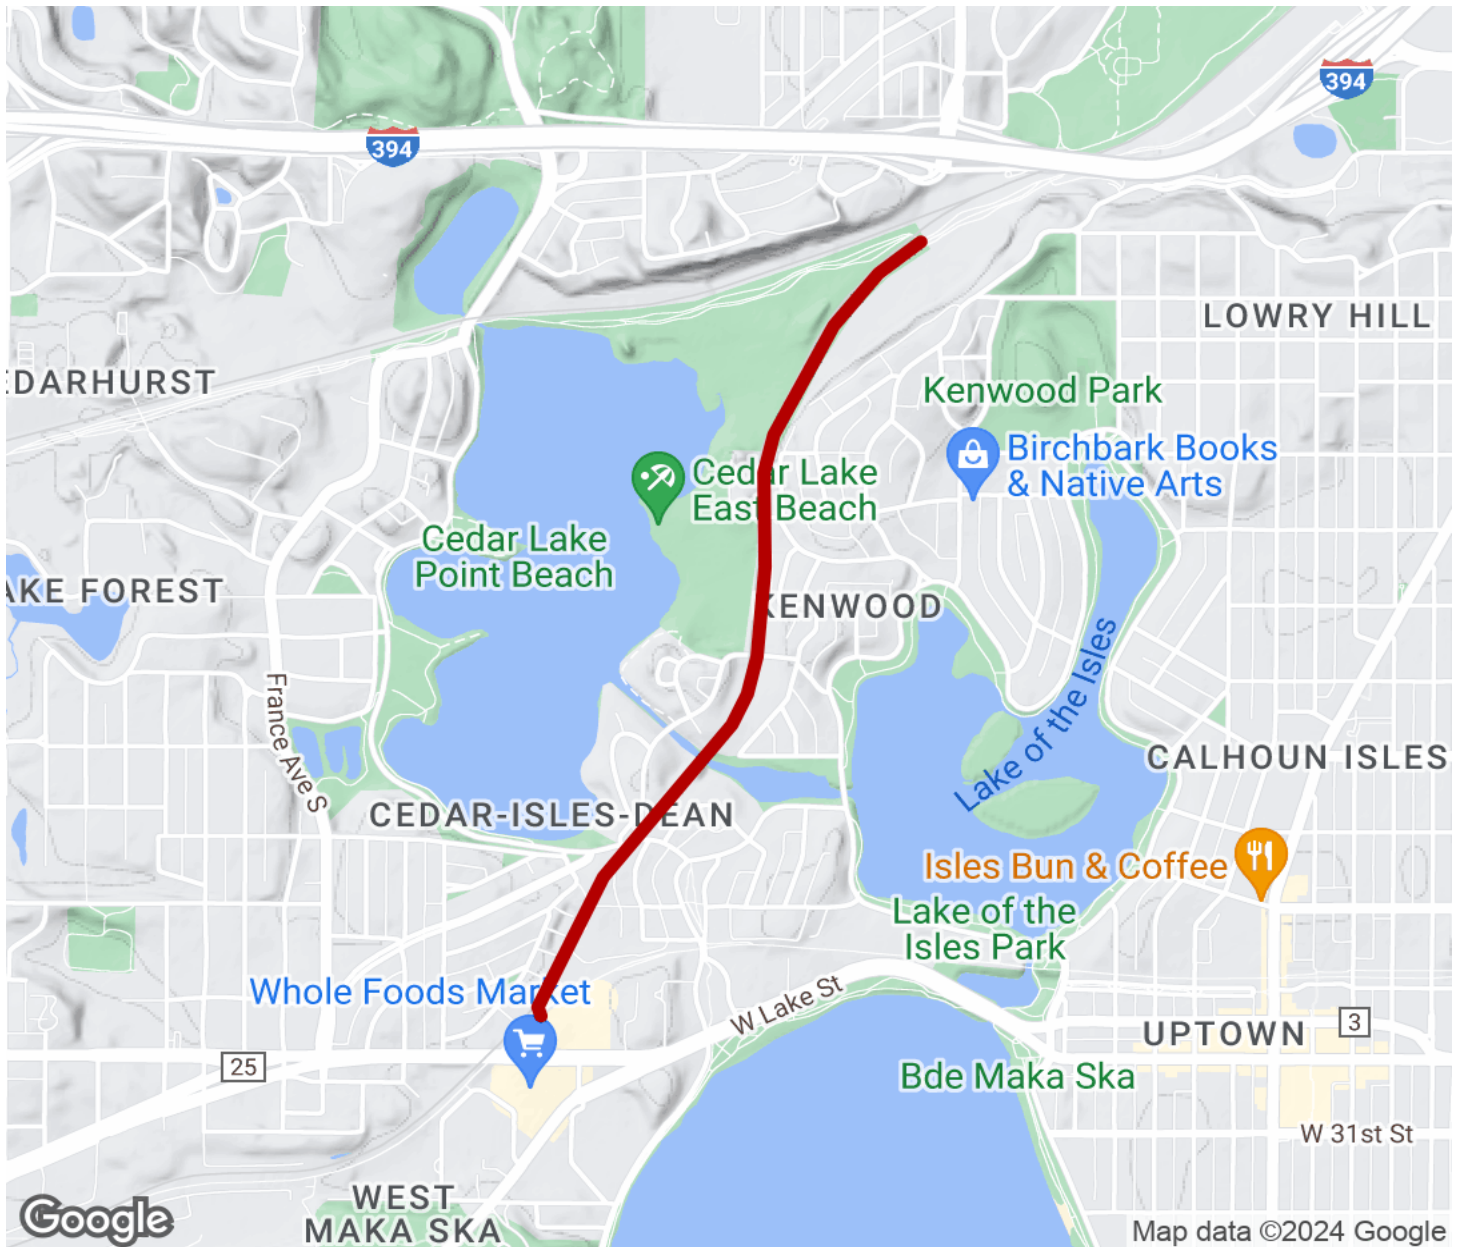 394
394
LOWRY HILL
EDARHURST
Kenwood Park
Birchbark Books
& Native Arts
Cedar Lake
East Beach
Cedar Lake
Point Beach
AKE FOREST
KENWOOD
Lake of the Isles
France Ave S
CALHOUN ISLES
CEDAR-ISLES-DEAN
Isles Bun & Coffee
Lake of the
Isles Park
Whole Foods Market
W Lake St
UPTOWN
3
25
Bde Maka Ska
W 31st St
WEST
MAKA SKA
Google
Map data ©2024 Google